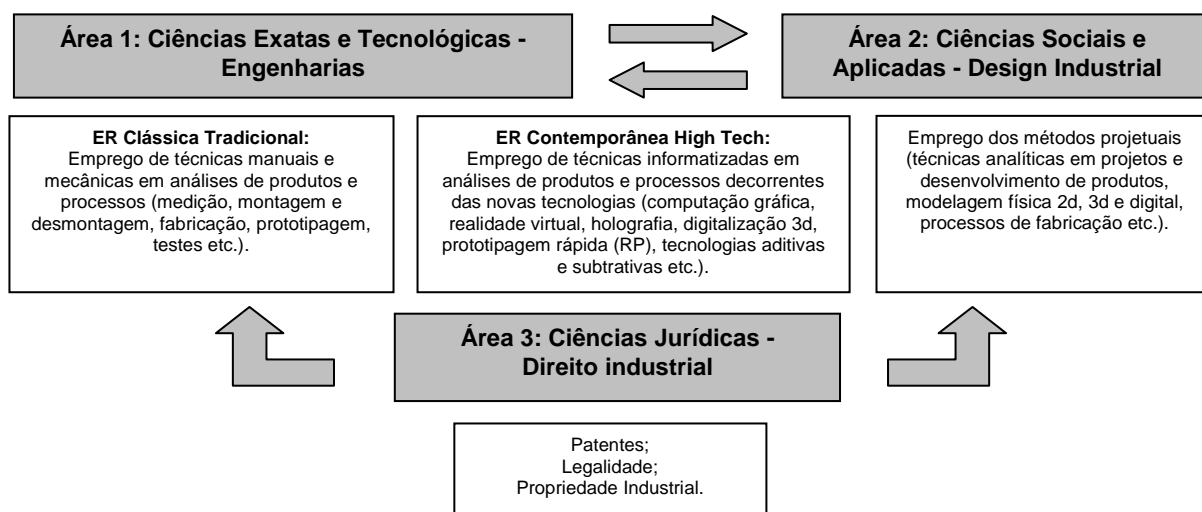 Área 1: Ciências Exatas e Tecnológicas -
Engenharias
Área 2: Ciências Sociais e
Aplicadas - Design Industrial
ER Clássica Tradicional:
Emprego de técnicas manuais e
mecânicas em análises de produtos e
processos (medição, montagem e
desmontagem, fabricação, prototipagem,
testes etc.).
ER Contemporânea High Tech:
Emprego de técnicas informatizadas em
análises de produtos e processos decorrentes
das novas tecnologias (computação gráfica,
realidade virtual, holografia, digitalização 3d,
prototipagem rápida (RP), tecnologias aditivas
e subtrativas etc.).
Emprego dos métodos projetuais
(técnicas analíticas em projetos e
desenvolvimento de produtos,
modelagem física 2d, 3d e digital,
processos de fabricação etc.).
Área 3: Ciências Jurídicas -
Direito industrial
Patentes;
Legalidade;
Propriedade Industrial.